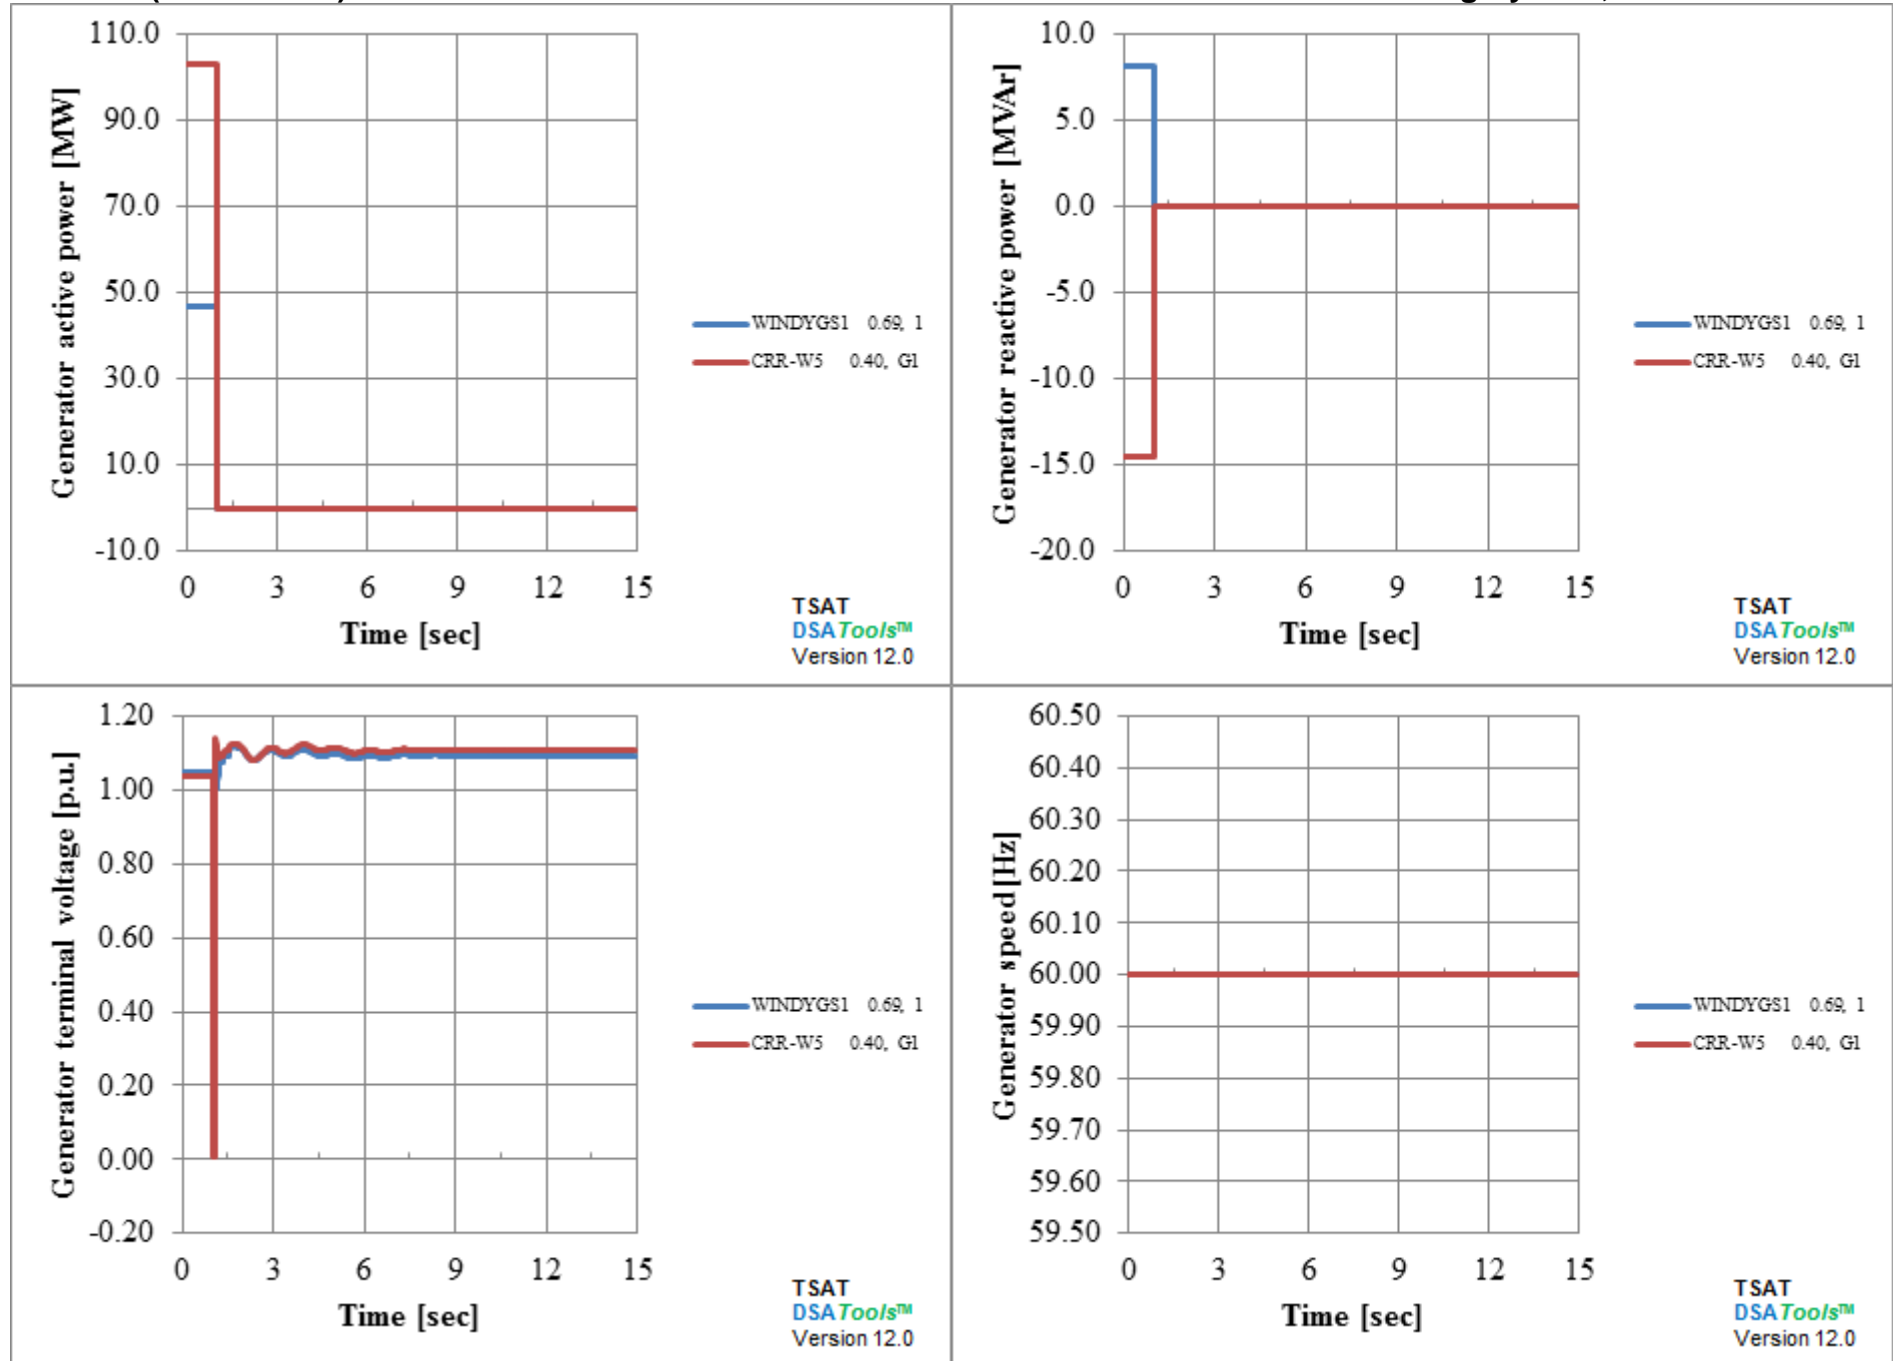 110.0
90.0
70.0
50.0
30.0
10.0
-10.0
Generator active power [MW]
0 3 6 9 12 15
Time [sec]
WINDYGS1 0.69, 1
CRR-W5 0.40, G1
TSAT
DSATools™
Version 12.0
10.0
5.0
0.0
-5.0
-10.0
-15.0
-20.0
Generator reactive power [MVAr]
0 3 6 9 12 15
Time [sec]
WINDYGS1 0.69, 1
CRR-W5 0.40, G1
TSAT
DSATools™
Version 12.0
1.20
1.00
0.80
0.60
0.40
0.20
0.00
-0.20
Generator terminal voltage [p.u.]
0 3 6 9 12 15
Time [sec]
WINDYGS1 0.69, 1
CRR-W5 0.40, G1
TSAT
DSATools™
Version 12.0
60.50
60.40
60.30
60.20
60.10
60.00
59.90
59.80
59.70
59.60
59.50
Generator speed[Hz]
0 3 6 9 12 15
Time [sec]
WINDYGS1 0.69, 1
CRR-W5 0.40, G1
TSAT
DSATools™
Version 12.0